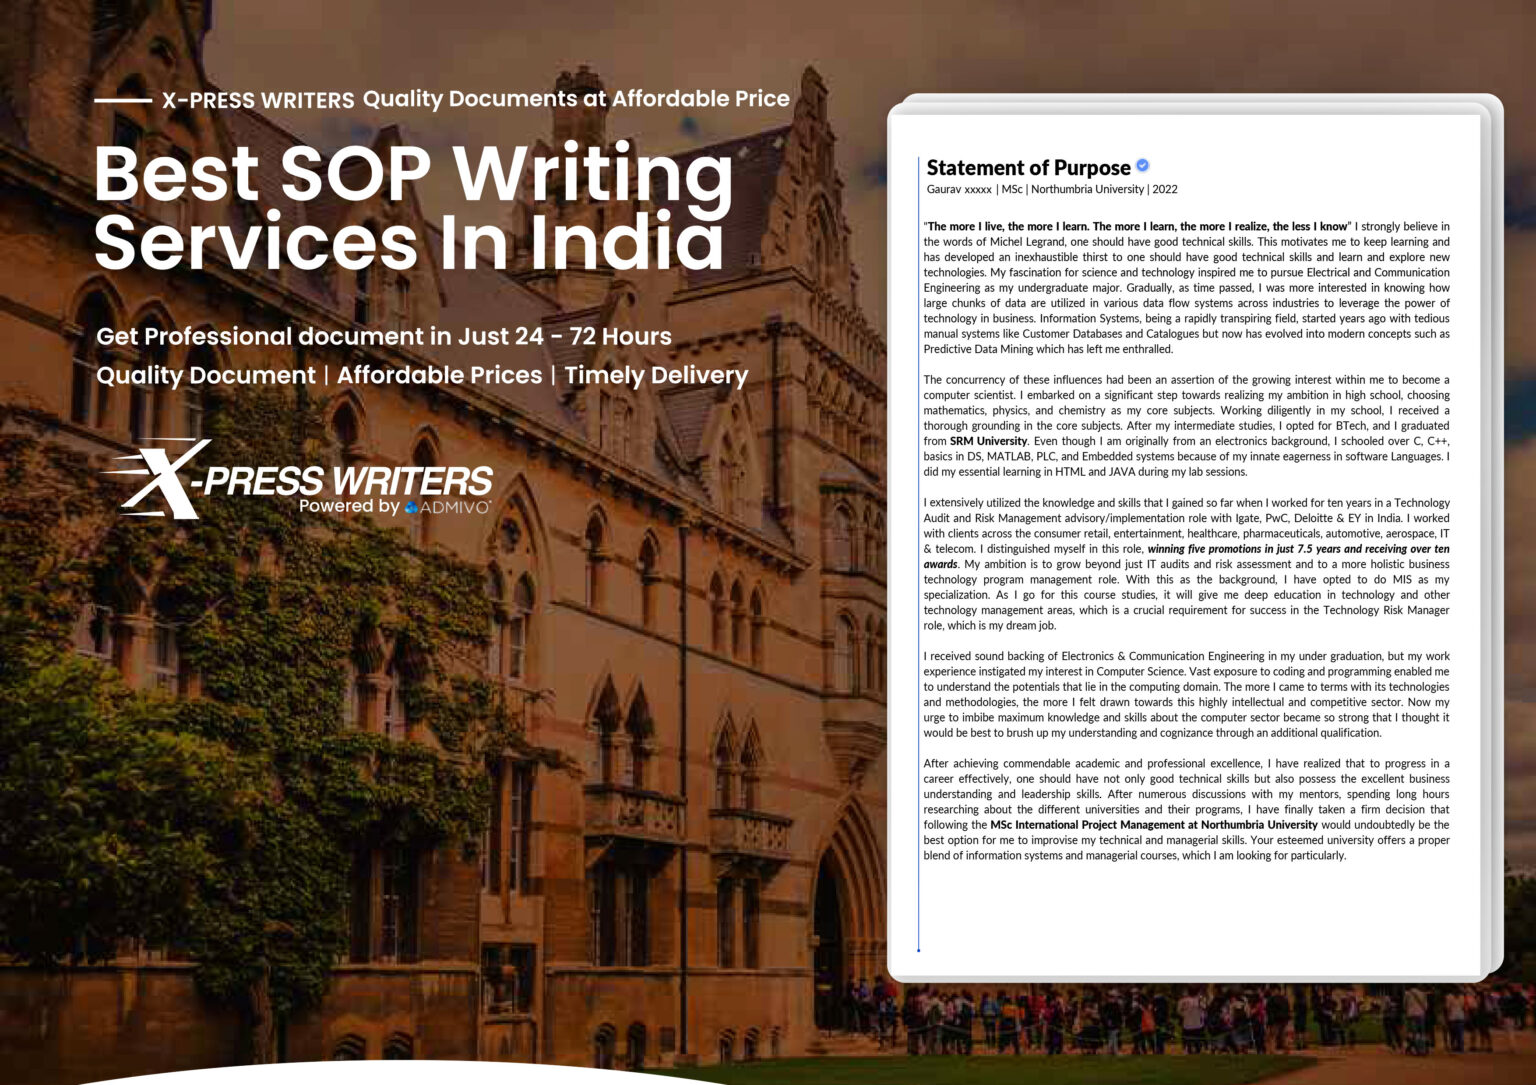 X-PRESS WRITERS Quality Documents at Affordable Price
Best SOP Writing
Services In India
Get Professional document in Just 24 - 72 Hours
Quality Document | Affordable Prices | Timely Delivery
X-PRESS WRITERS
Powered by ADMIVO
Statement of Purpose
Gaurav xxxxx | MSc | Northumbria University | 2022
"The more I live, the more I learn. The more I learn, the more I realize, the less I know" I strongly believe in
the words of Michel Legrand, one should have good technical skills. This motivates me to keep learning and
has developed an inexhaustible thirst to one should have good technical skills and learn and explore new
technologies. My fascination for science and technology inspired me to pursue Electrical and Communication
Engineering as my undergraduate major. Gradually, as time passed, I was more interested in knowing how
large chunks of data are utilized in various data flow systems across industries to leverage the power of
technology in business. Information Systems, being a rapidly transpiring field, started years ago with tedious
manual systems like Customer Databases and Catalogues but now has evolved into modern concepts such as
Predictive Data Mining which has left me enthralled.
The concurrency of these influences had been an assertion of the growing interest within me to become a
computer scientist. I embarked on a significant step towards realizing my ambition in high school, choosing
mathematics, physics, and chemistry as my core subjects. Working diligently in my school, I received a
thorough grounding in the core subjects. After my intermediate studies, I opted for BTech, and I graduated
from SRM University. Even though I am originally from an electronics background, I schooled over C, C++,
basics in DS, MATLAB, PLC, and Embedded systems because of my innate eagerness in software Languages. I
did my essential learning in HTML and JAVA during my lab sessions.
I extensively utilized the knowledge and skills that I gained so far when I worked for ten years in a Technology
Audit and Risk Management advisory/implementation role with Igate, PwC, Deloitte & EY in India. I worked
with clients across the consumer retail, entertainment, healthcare, pharmaceuticals, automotive, aerospace, IT
& telecom. I distinguished myself in this role, winning five promotions in just 7.5 years and receiving over ten
awards. My ambition is to grow beyond just IT audits and risk assessment and to a more holistic business
technology program management role. With this as the background, I have opted to do MIS as my
specialization. As I go for this course studies, it will give me deep education in technology and other
technology management areas, which is a crucial requirement for success in the Technology Risk Manager
role, which is my dream job.
I received sound backing of Electronics & Communication Engineering in my under graduation, but my work
experience instigated my interest in Computer Science. Vast exposure to coding and programming enabled me
to understand the potentials that lie in the computing domain. The more I came to terms with its technologies
and methodologies, the more I felt drawn towards this highly intellectual and competitive sector. Now my
urge to imbibe maximum knowledge and skills about the computer sector became so strong that I thought it
would be best to brush up my understanding and cognizance through an additional qualification.
After achieving commendable academic and professional excellence, I have realized that to progress in a
career effectively, one should have not only good technical skills but also possess the excellent business
understanding and leadership skills. After numerous discussions with my mentors, spending long hours
researching about the different universities and their programs, I have finally taken a firm decision that
following the MSc International Project Management at Northumbria University would undoubtedly be the
best option for me to improvise my technical and managerial skills. Your esteemed university offers a proper
blend of information systems and managerial courses, which I am looking for particularly.